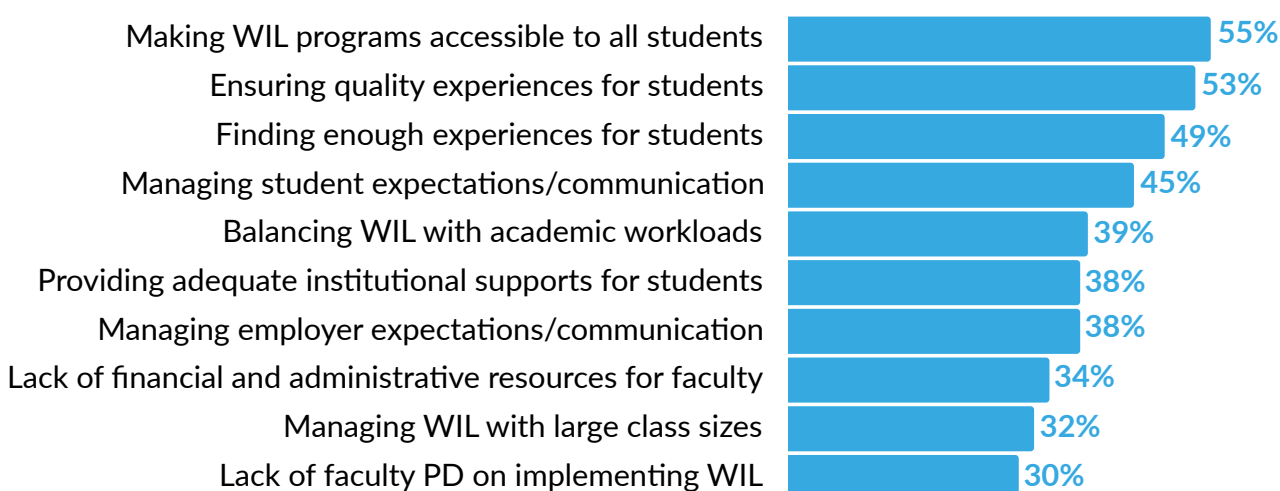 Making WIL programs accessible to all students 55%
Ensuring quality experiences for students 53%
Finding enough experiences for students 49%
Managing student expectations/communication 45%
Balancing WIL with academic workloads 39%
Providing adequate institutional supports for students 38%
Managing employer expectations/communication 38%
Lack of financial and administrative resources for faculty 34%
Managing WIL with large class sizes 32%
Lack of faculty PD on implementing WIL 30%